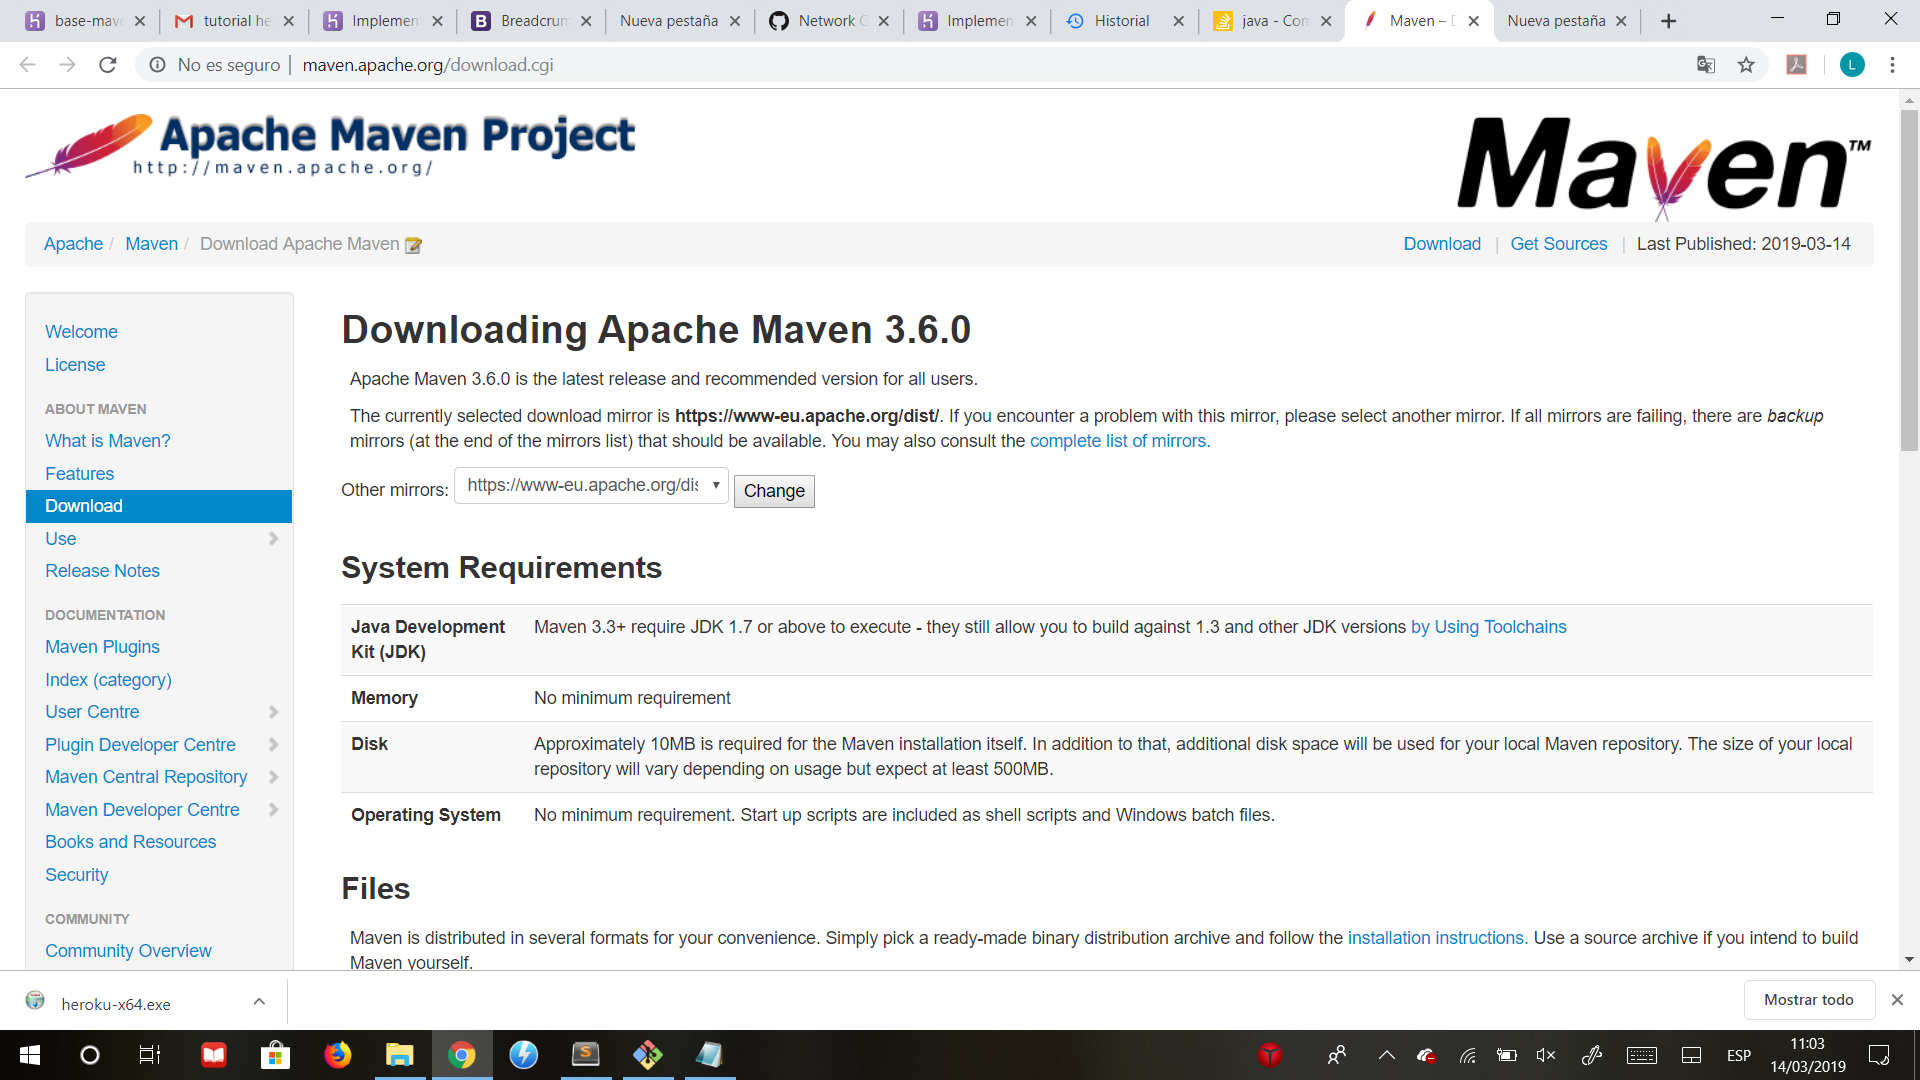 base-mave
tutorial he
Implemen
Breadcrum
Nueva pestaña
Network G
Implemen
Historial
java - Con
Maven – D
Nueva pestaña
No es seguro | maven.apache.org/download.cgi
L
Apache Maven Project
http://maven.apache.org/
Maven™
Apache / Maven / Download Apache Maven
Download | Get Sources | Last Published: 2019-03-14
Welcome
License
ABOUT MAVEN
What is Maven?
Features
Download
Use
Release Notes
DOCUMENTATION
Maven Plugins
Index (category)
User Centre
Plugin Developer Centre
Maven Central Repository
Maven Developer Centre
Books and Resources
Security
COMMUNITY
Community Overview
Downloading Apache Maven 3.6.0
Apache Maven 3.6.0 is the latest release and recommended version for all users.
The currently selected download mirror is https://www-eu.apache.org/dist/. If you encounter a problem with this mirror, please select another mirror. If all mirrors are failing, there are backup
mirrors (at the end of the mirrors list) that should be available. You may also consult the complete list of mirrors.
Other mirrors: https://www-eu.apache.org/dis Change
System Requirements
Java Development Maven 3.3+ require JDK 1.7 or above to execute - they still allow you to build against 1.3 and other JDK versions by Using Toolchains
Kit (JDK)
Memory No minimum requirement
Disk Approximately 10MB is required for the Maven installation itself. In addition to that, additional disk space will be used for your local Maven repository. The size of your local
repository will vary depending on usage but expect at least 500MB.
Operating System No minimum requirement. Start up scripts are included as shell scripts and Windows batch files.
Files
Maven is distributed in several formats for your convenience. Simply pick a ready-made binary distribution archive and follow the installation instructions. Use a source archive if you intend to build
Maven yourself.
heroku-x64.exe
Mostrar todo
ESP
11:03
14/03/2019